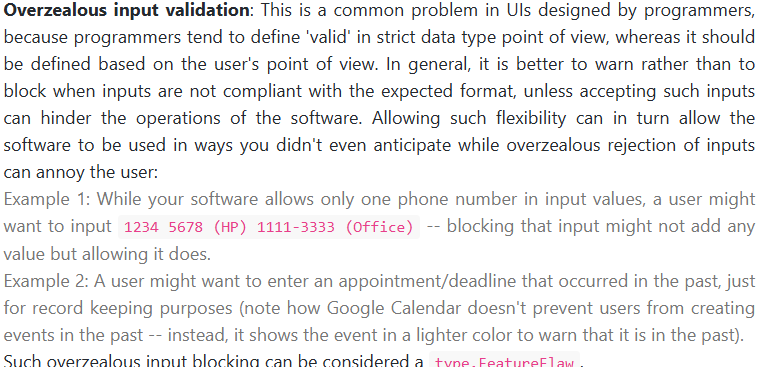 Overzealous input validation: This is a common problem in UIs designed by programmers,
because programmers tend to define 'valid' in strict data type point of view, whereas it should
be defined based on the user's point of view. In general, it is better to warn rather than to
block when inputs are not compliant with the expected format, unless accepting such inputs
can hinder the operations of the software. Allowing such flexibility can in turn allow the
software to be used in ways you didn't even anticipate while overzealous rejection of inputs
can annoy the user:
Example 1: While your software allows only one phone number in input values, a user might
want to input 1234 5678 (HP) 1111-3333 (Office) -- blocking that input might not add any
value but allowing it does.
Example 2: A user might want to enter an appointment/deadline that occurred in the past, just
for record keeping purposes (note how Google Calendar doesn't prevent users from creating
events in the past -- instead, it shows the event in a lighter color to warn that it is in the past).
Such overzealous input blocking can be considered a type.FeatureFlaw.